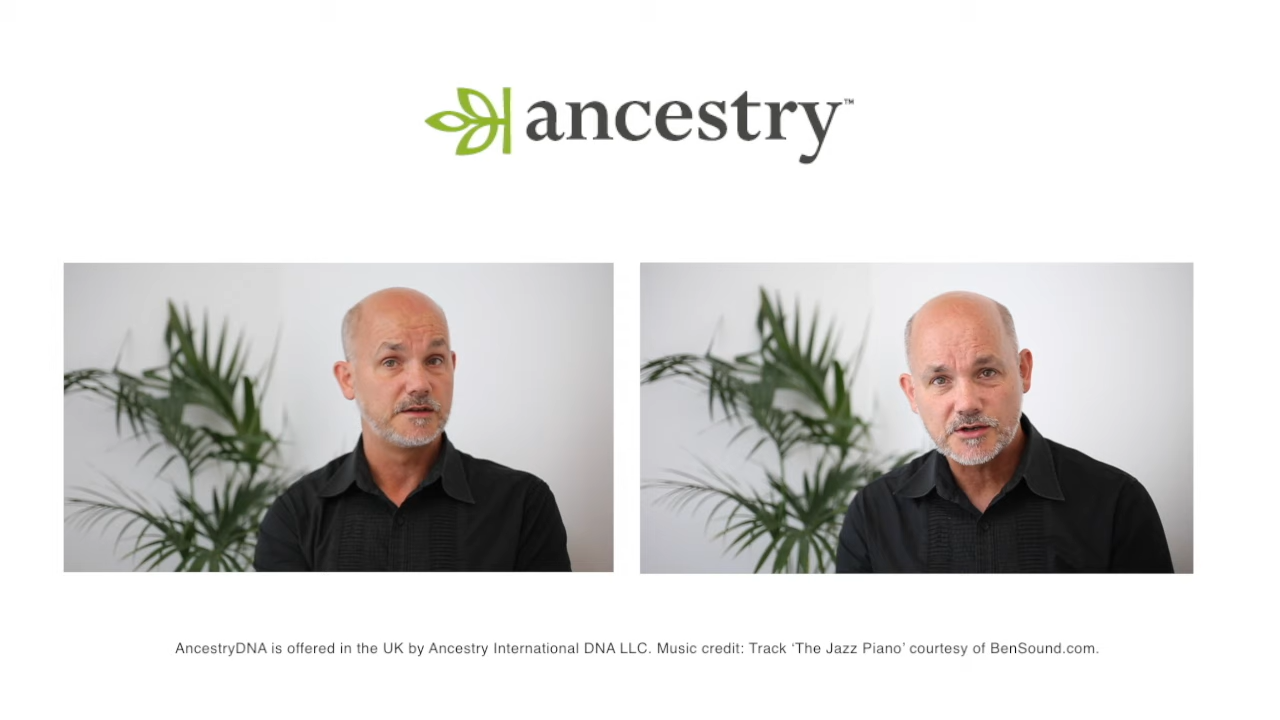 ancestry™
AncestryDNA is offered in the UK by Ancestry International DNA LLC. Music credit: Track ‘The Jazz Piano’ courtesy of BenSound.com.